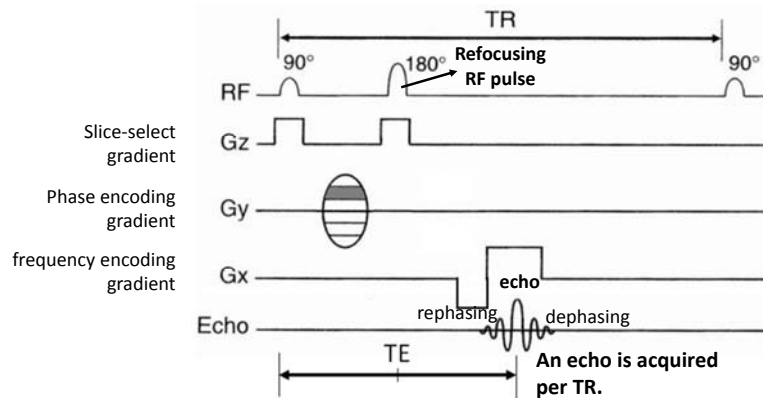 TR
90°
180°
Refocusing
RF pulse
90°
RF
Slice-select
gradient
Gz
Phase encoding
gradient
Gy
frequency encoding
gradient
Gx
echo
rephasing
dephasing
Echo
TE
An echo is acquired
per TR.